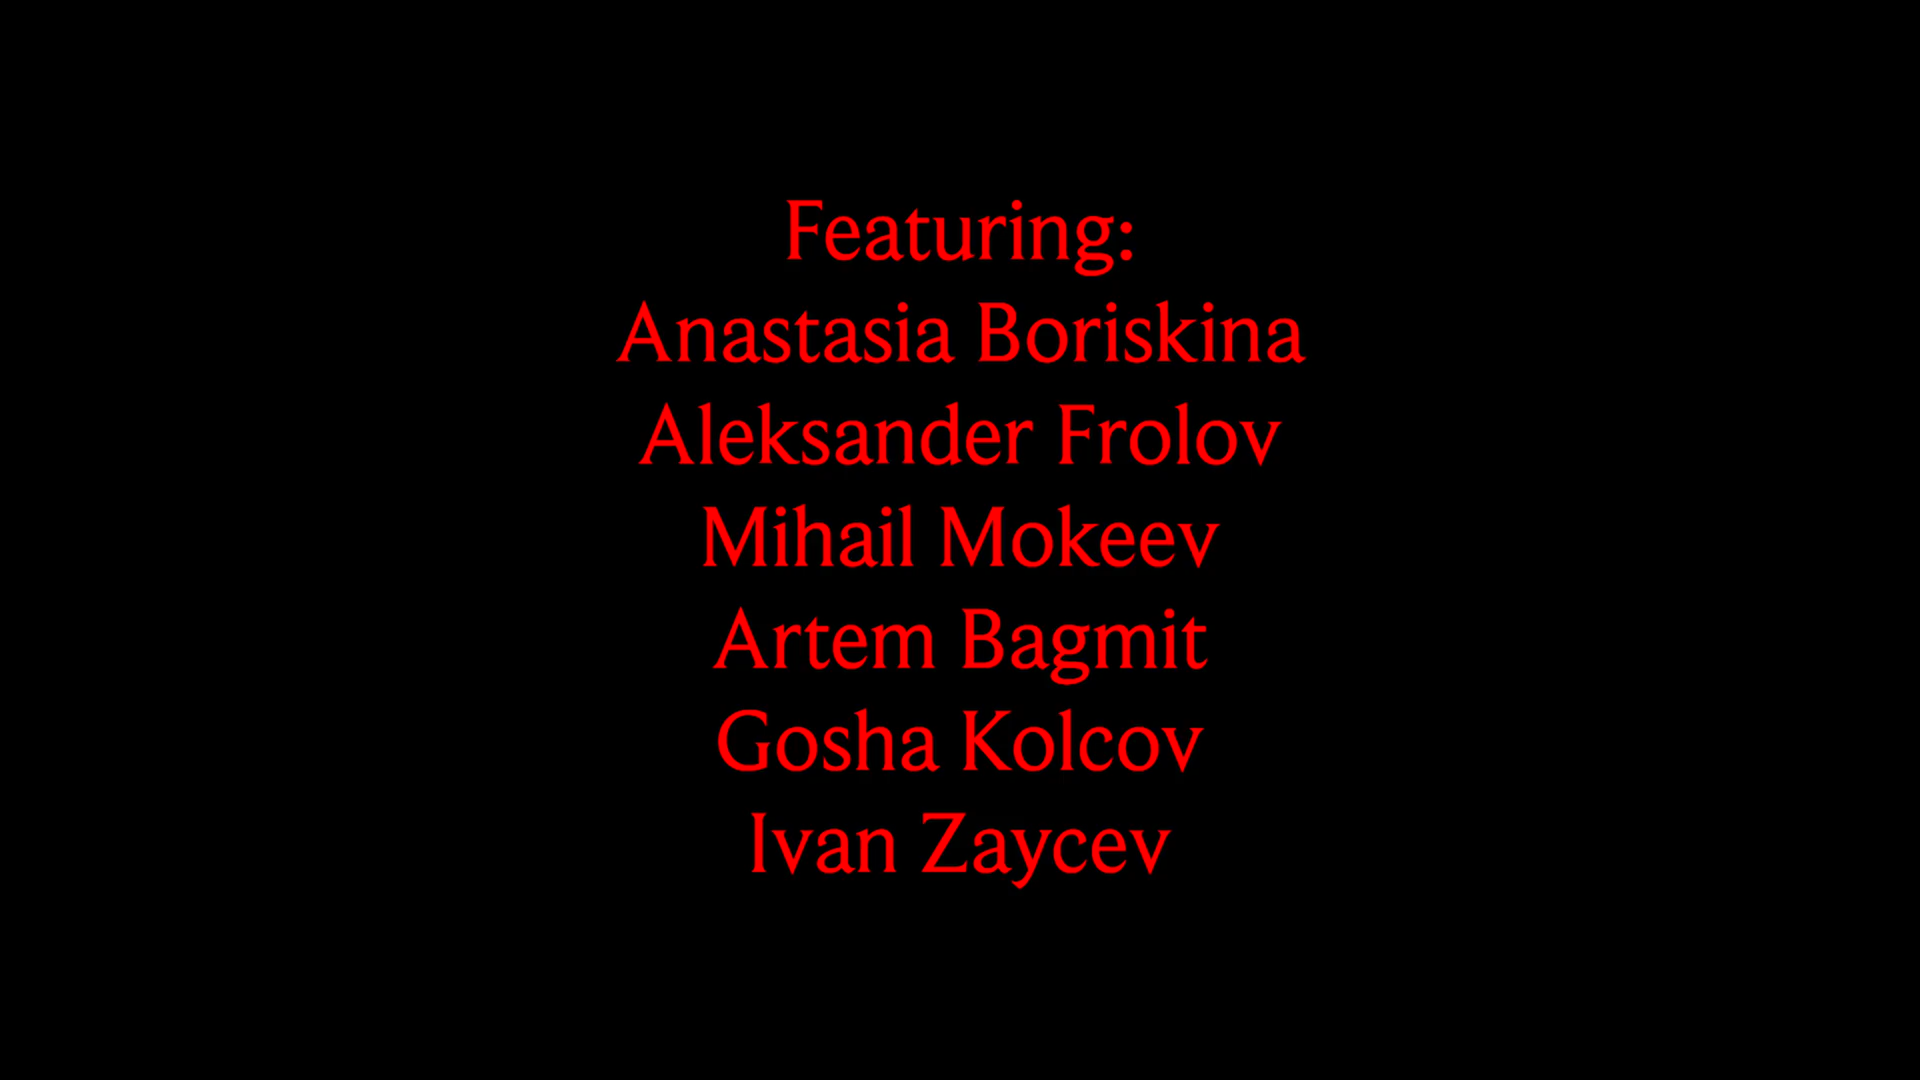 Featuring:
Anastasia Boriskina
Aleksander Frolov
Mihail Mokeev
Artem Bagmit
Gosha Kolcov
Ivan Zaycev